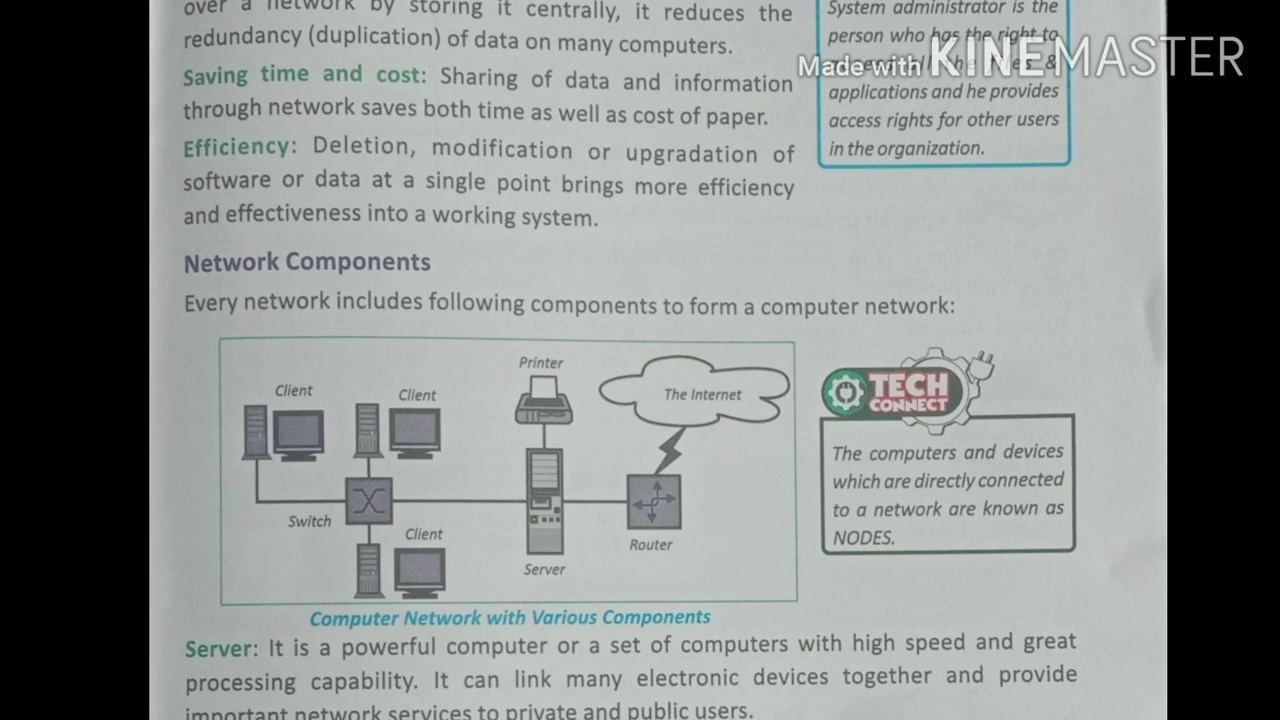 over a network by storing it centrally, it reduces the
redundancy (duplication) of data on many computers.
Saving time and cost: Sharing of data and information
through network saves both time as well as cost of paper.
Efficiency: Deletion, modification or upgradation of
software or data at a single point brings more efficiency
and effectiveness into a working system.
System administrator is the
person who has the right to
&
applications and he provides
access rights for other users
in the organization.
Made with KINEMASTER
Network Components
Every network includes following components to form a computer network:
Printer
Client
Client
The Internet
Switch
Client
Router
Server
Computer Network with Various Components
TECH
CONNECT
The computers and devices
which are directly connected
to a network are known as
NODES.
Server: It is a powerful computer or a set of computers with high speed and great
processing capability. It can link many electronic devices together and provide
important network services to private and public users.